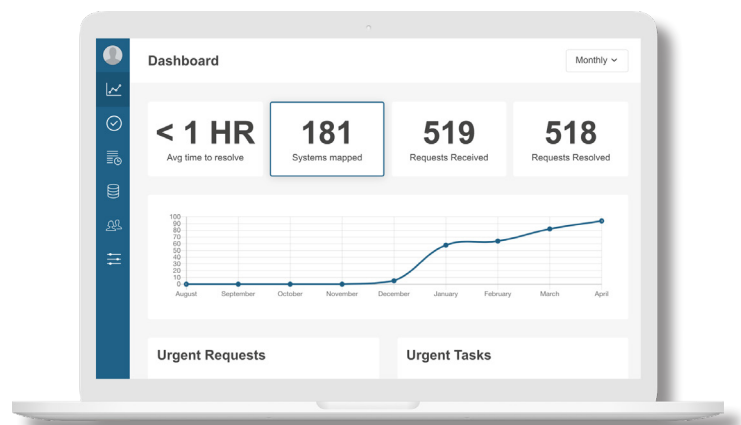 Dashboard
Monthly
< 1 HR
Avg time to resolve
181
Systems mapped
519
Requests Received
518
Requests Resolved
100
90
80
70
60
50
40
30
20
10
0
August September October November December January February March April
Urgent Requests
Urgent Tasks